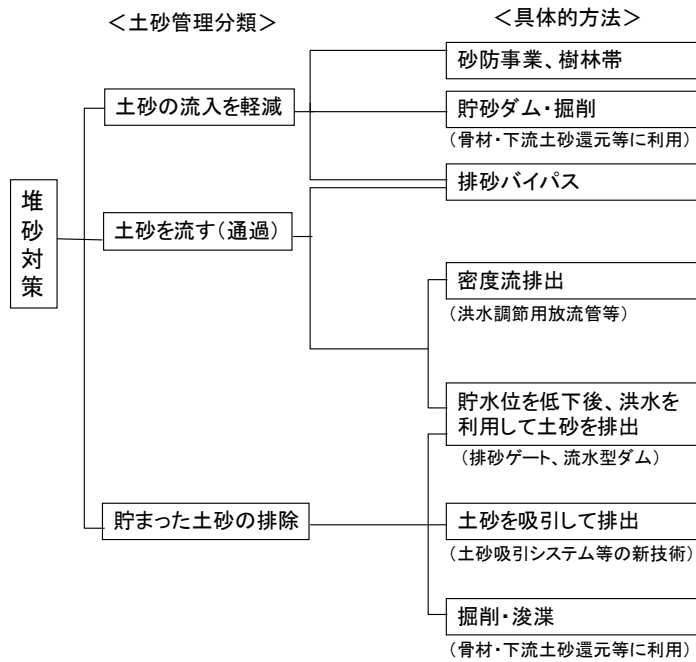 ＜土砂管理分類＞
＜具体的方法＞
堆砂対策
土砂の流入を軽減
砂防事業、樹林帯
貯砂ダム・掘削
（骨材・下流土砂還元等に利用）
排砂バイパス
土砂を流す（通過）
密度流排出
（洪水調節用放流管等）
貯水位を低下後、洪水を
利用して土砂を排出
（排砂ゲート、流水型ダム）
貯まった土砂の排除
土砂を吸引して排出
（土砂吸引システム等の新技術）
掘削・浚渫
（骨材・下流土砂還元等に利用）